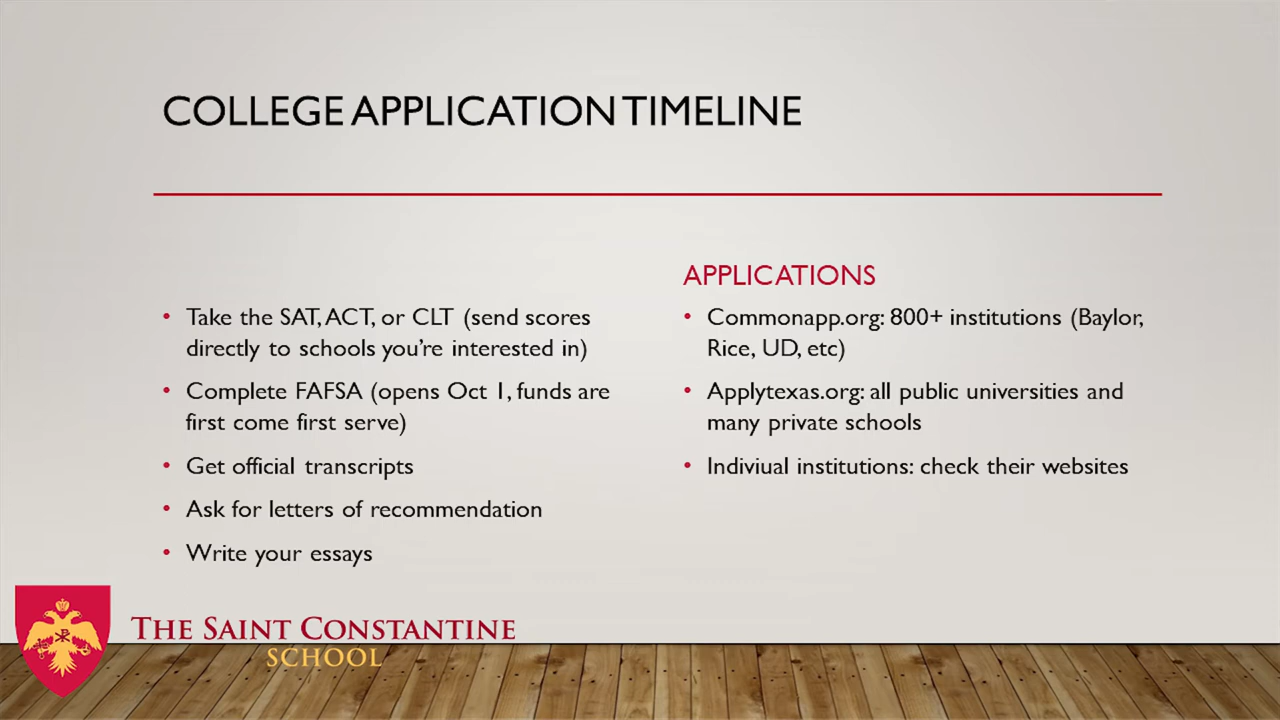 COLLEGE APPLICATION TIMELINE
• Take the SAT, ACT, or CLT (send scores
directly to schools you’re interested in)
• Complete FAFSA (opens Oct 1, funds are
first come first serve)
• Get official transcripts
• Ask for letters of recommendation
• Write your essays
APPLICATIONS
• Commonapp.org: 800+ institutions (Baylor,
Rice, UD, etc)
• Applytexas.org: all public universities and
many private schools
• Indiviual institutions: check their websites
THE SAINT CONSTANTINE
SCHOOL